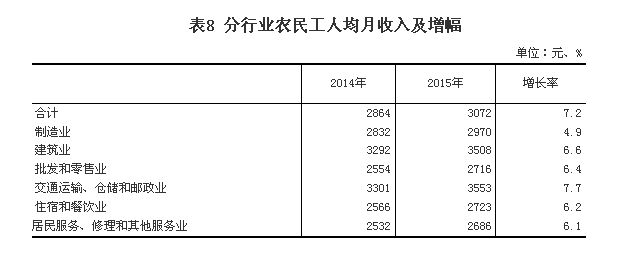 表8 分行业农民工人均月收入及增幅
单位：元、%
2014年 2015年 增长率
合计 2864 3072 7.2
制造业 2832 2970 4.9
建筑业 3292 3508 6.6
批发和零售业 2554 2716 6.4
交通运输、仓储和邮政业 3301 3553 7.7
住宿和餐饮业 2566 2723 6.2
居民服务、修理和其他服务业 2532 2686 6.1